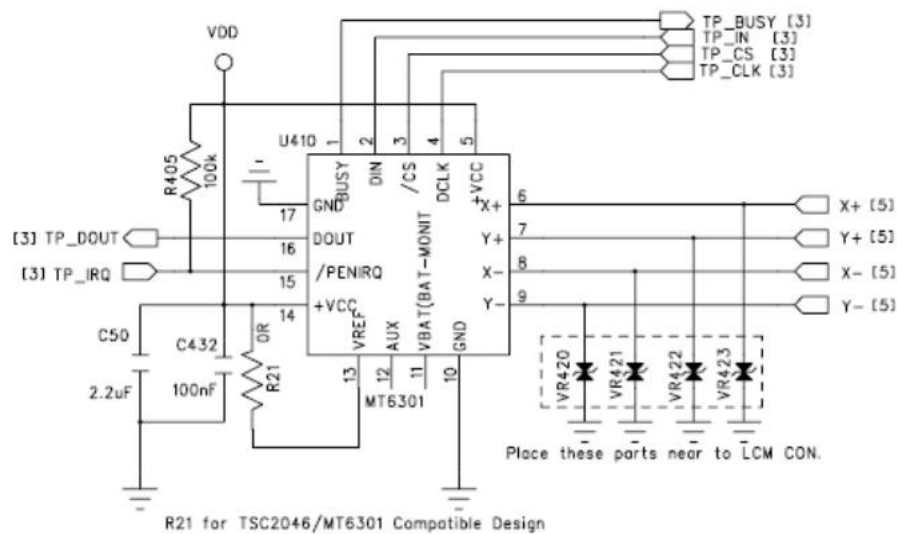 TP_BUSY [3]
TP_IN [3]
TP_CS [3]
TP_CLK [3]
VDD
U410
1
2
3
4
5
BUSY
DIN
/CS
DCLK
+VCC
R405
100k
17
GND
X+
6
X+ [5]
[3] TP_DOUT
16
DOUT
Y+
7
Y+ [5]
[3] TP_IRQ
15
/PENIRQ
X-
8
X- [5]
14
+VCC
Y-
9
Y- [5]
VREF
AUX
VBAT(BAT-MONIT
GND
13
12
11
10
MT6301
C50
2.2uF
C432
100nF
0R
R21
VR420
VR421
VR422
VR423
Place these parts near to LCM CON.
R21 for TSC2046/MT6301 Compatible Design